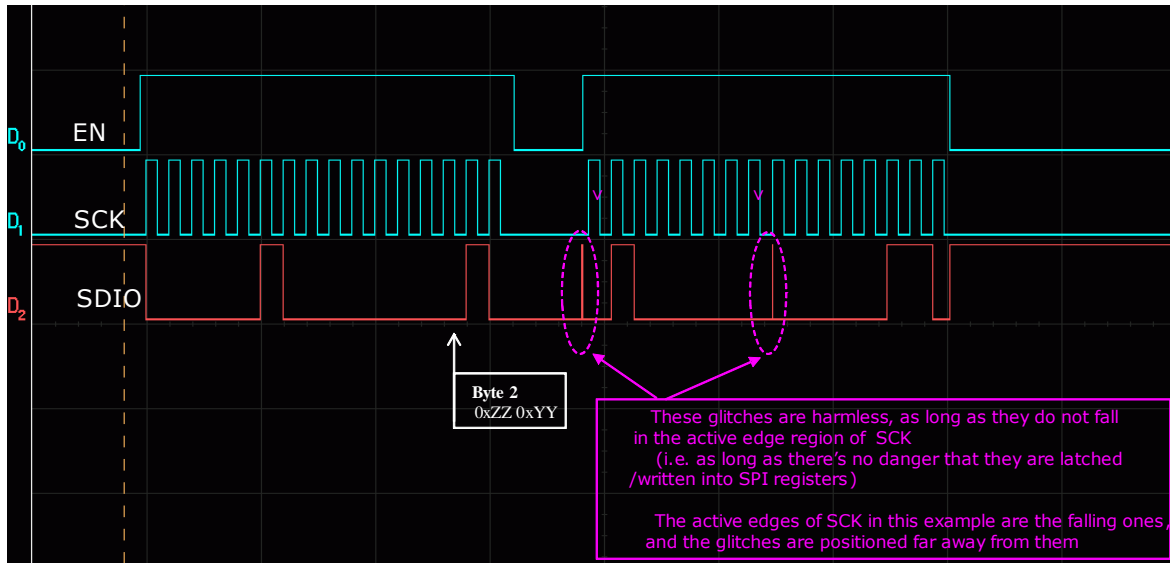 EN
D0
V
V
SCK
D1
SDIO
D2
Byte 2
0xZZ 0xYY
These glitches are harmless, as long as they do not fall
in the active edge region of SCK
(i.e. as long as there's no danger that they are latched
/written into SPI registers)
The active edges of SCK in this example are the falling ones,
and the glitches are positioned far away from them